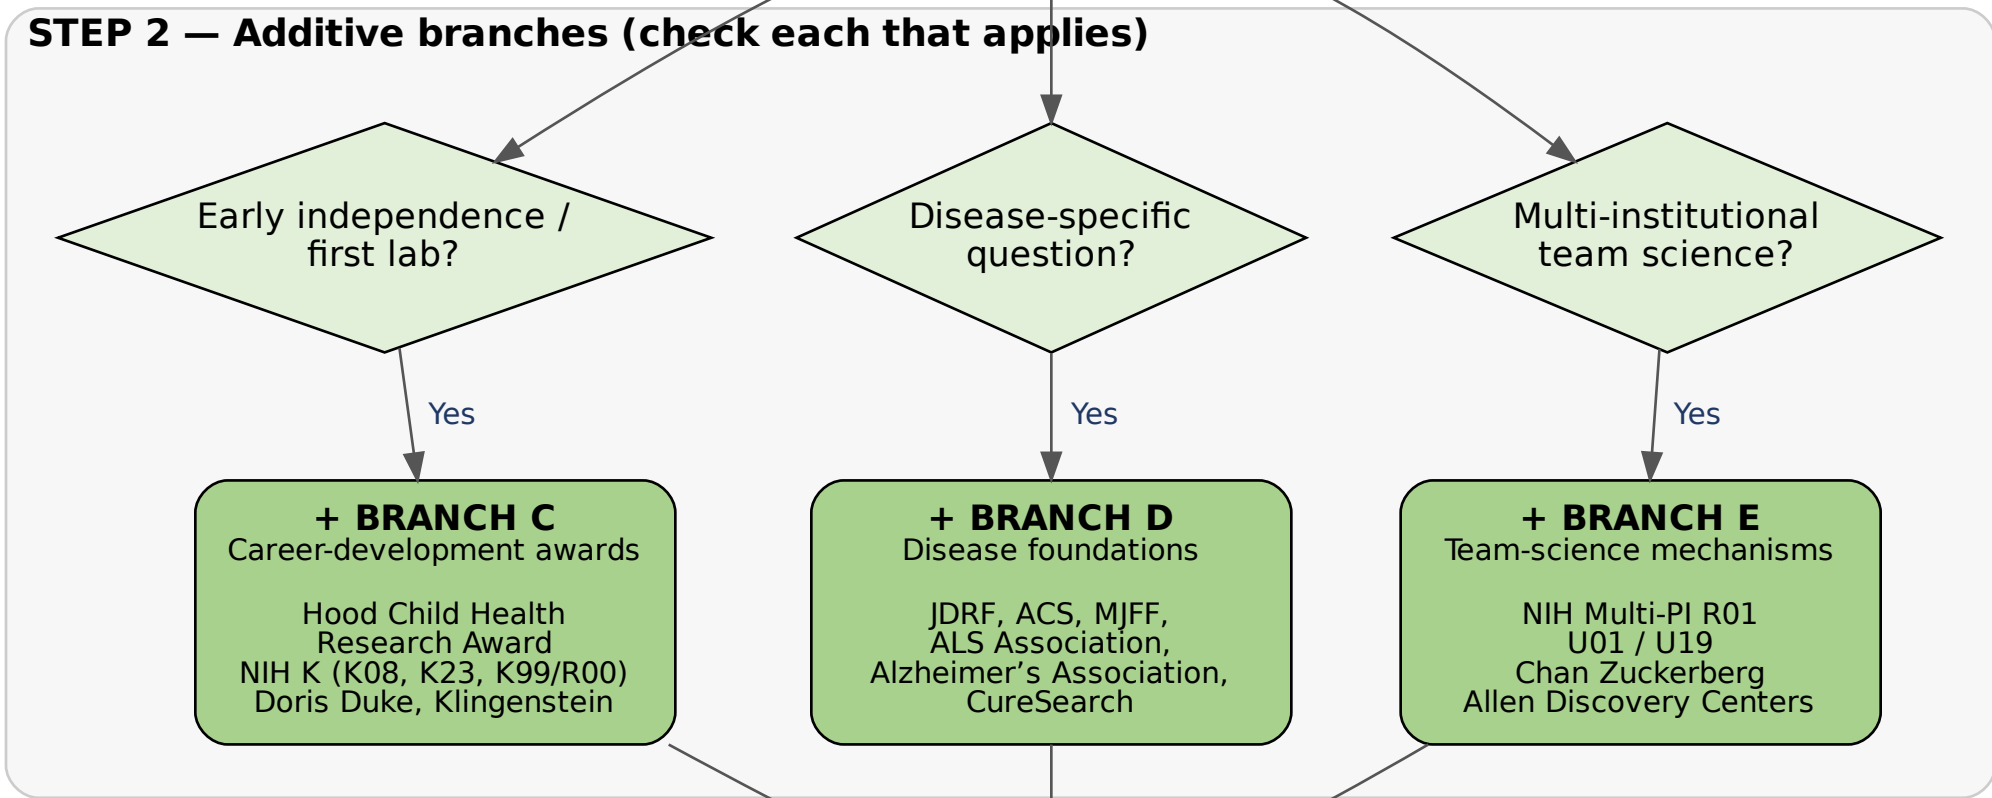 STEP 2 — Additive branches (check each that applies)
Early independence /
first lab?
Disease-specific
question?
Multi-institutional
team science?
Yes
Yes
Yes
+ BRANCH C
Career-development awards
Hood Child Health
Research Award
NIH K (K08, K23, K99/R00)
Doris Duke, Klingenstein
+ BRANCH D
Disease foundations
JDRF, ACS, MJFF,
ALS Association,
Alzheimer’s Association,
CureSearch
+ BRANCH E
Team-science mechanisms
NIH Multi-PI R01
U01 / U19
Chan Zuckerberg
Allen Discovery Centers